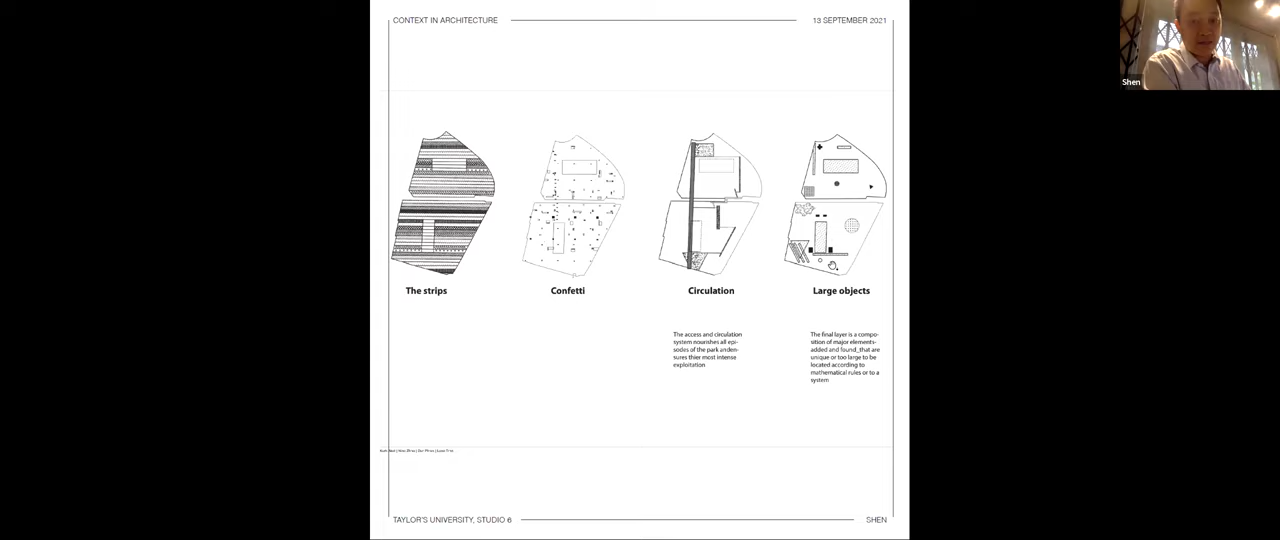 CONTEXT IN ARCHITECTURE
13 SEPTEMBER 2021
Shen
The strips
Confetti
Circulation
Large objects
The access and circulation
system nourishes all epi-
sodes of the park anden-
sures thier most intense
exploitation
The final layer is a compo-
sition of major elements-
added and found_that are
unique or too large to be
located according to
mathematical rules or to a
system
TAYLOR'S UNIVERSITY, STUDIO 6
SHEN